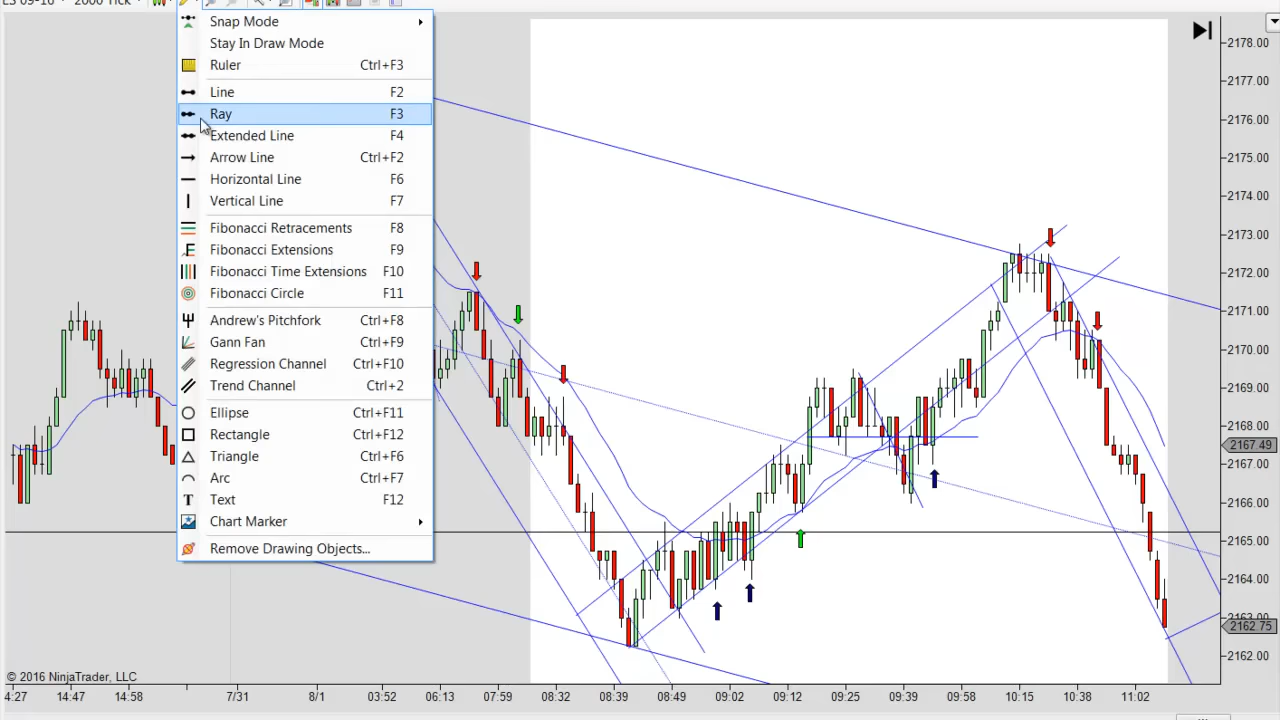 ES 09-16
2000 Tick
Snap Mode
Stay In Draw Mode
Ruler Ctrl+F3
Line F2
Ray F3
Extended Line F4
Arrow Line Ctrl+F2
Horizontal Line F6
Vertical Line F7
Fibonacci Retracements F8
Fibonacci Extensions F9
Fibonacci Time Extensions F10
Fibonacci Circle F11
Andrew's Pitchfork Ctrl+F8
Gann Fan Ctrl+F9
Regression Channel Ctrl+F10
Trend Channel Ctrl+2
Ellipse Ctrl+F11
Rectangle Ctrl+F12
Triangle Ctrl+F6
Arc Ctrl+F7
Text F12
Chart Marker
Remove Drawing Objects...
2178.00
2177.00
2176.00
2175.00
2174.00
2173.00
2172.00
2171.00
2170.00
2169.00
2168.00
2167.49
2167.00
2166.00
2165.00
2164.00
2162.75
2162.00
© 2016 NinjaTrader, LLC
4:27 14:47 14:58 7/31 8/1 03:52 06:13 07:59 08:32 08:39 08:49 09:02 09:12 09:25 09:39 09:58 10:15 10:38 11:02